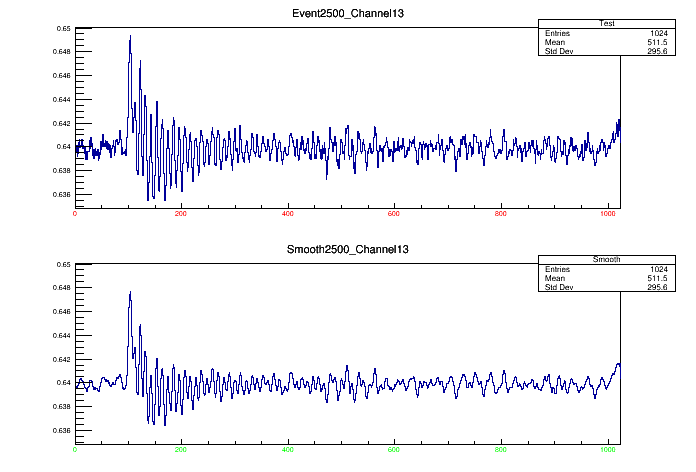 Event2500_Channel13
Test
Entries 1024
Mean 511.5
Std Dev 295.6
0.65
0.648
0.646
0.644
0.642
0.64
0.638
0.636
0 200 400 600 800 1000
Smooth2500_Channel13
Smooth
Entries 1024
Mean 511.5
Std Dev 295.6
0.65
0.648
0.646
0.644
0.642
0.64
0.638
0.636
0 200 400 600 800 1000